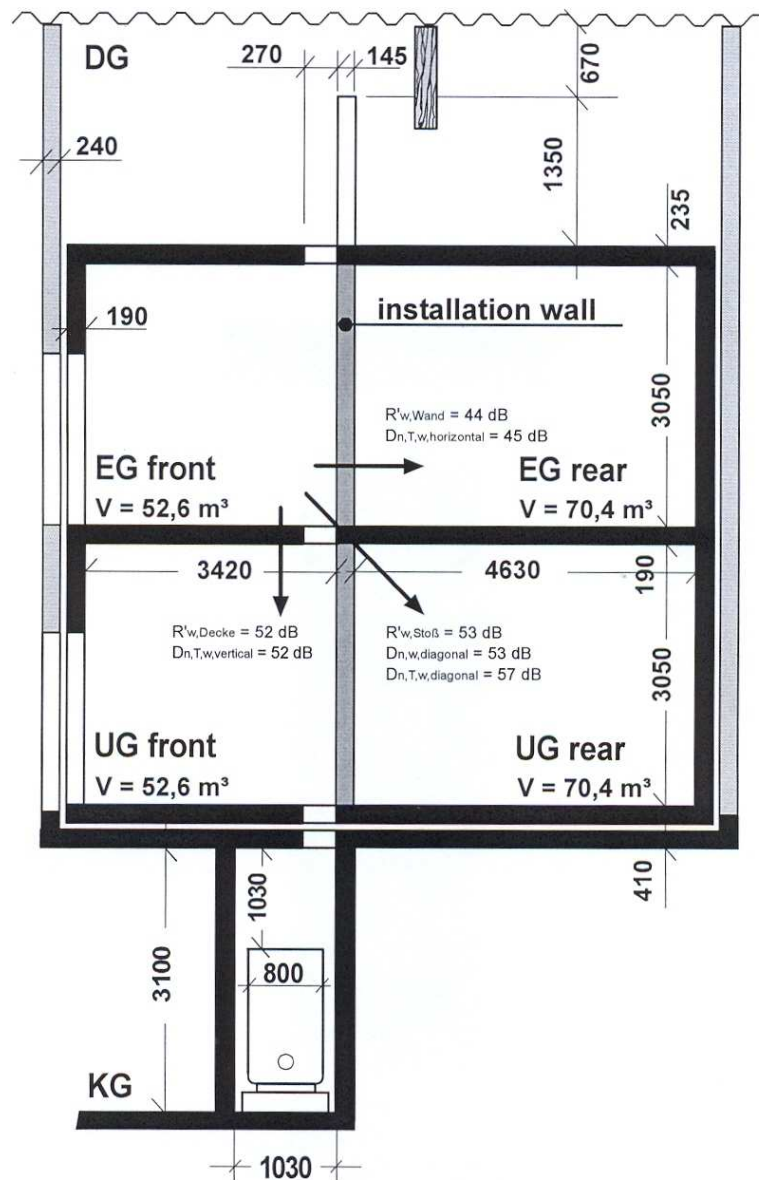 DG
270
145
670
240
1350
235
190
installation wall
3050
R'w,Wand = 44 dB
Dn,T,w,horizontal = 45 dB
EG front
V = 52,6 m³
EG rear
V = 70,4 m³
3420
4630
190
R'w,Decke = 52 dB
Dn,T,w,vertical = 52 dB
R'w,Stoß = 53 dB
Dn,w,diagonal = 53 dB
Dn,T,w,diagonal = 57 dB
3050
UG front
V = 52,6 m³
UG rear
V = 70,4 m³
410
1030
3100
800
KG
1030